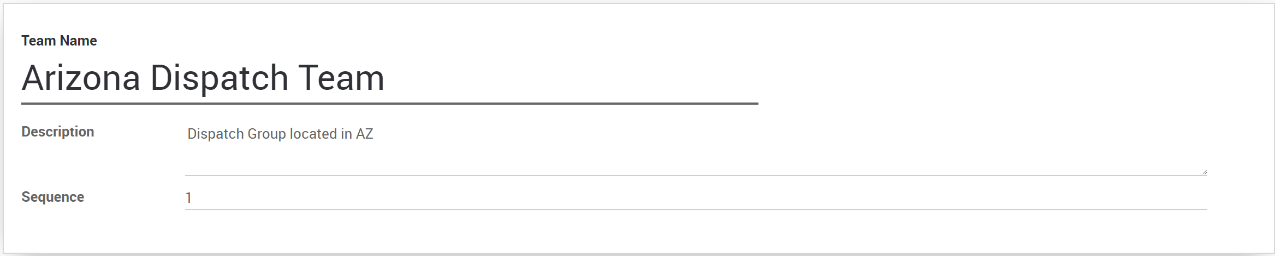 Team Name
Arizona Dispatch Team
Description Dispatch Group located in AZ
Sequence 1